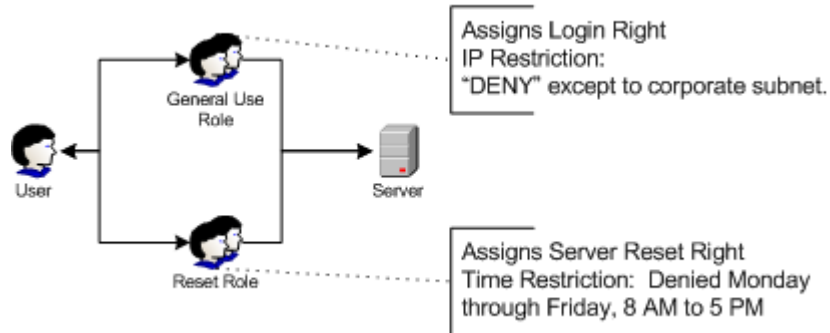 Assigns Login Right
IP Restriction:
“DENY” except to corporate subnet.
General Use
Role
User
Server
Reset Role
Assigns Server Reset Right
Time Restriction: Denied Monday
through Friday, 8 AM to 5 PM